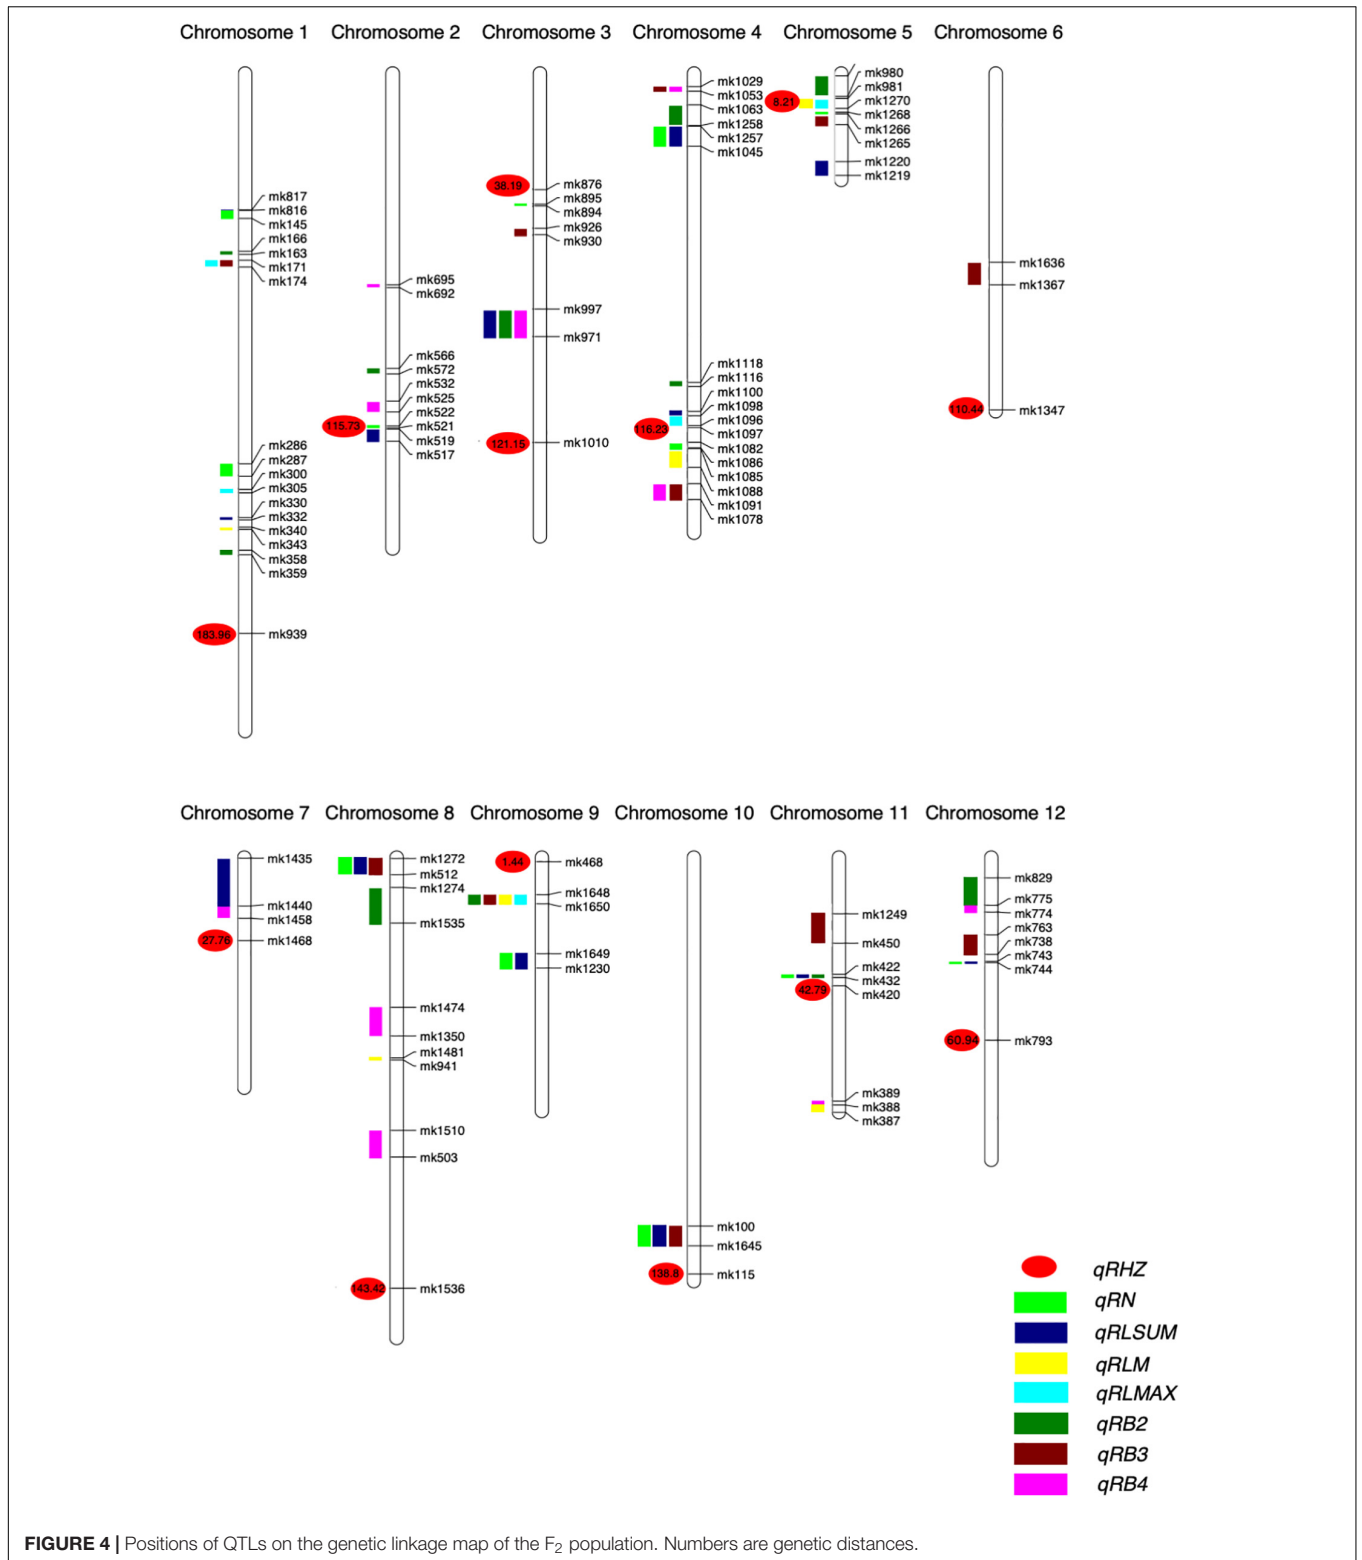 Chromosome 1
mk817
mk816
mk145
mk166
mk163
mk171
mk174
mk286
mk287
mk300
mk305
mk330
mk332
mk340
mk343
mk358
mk359
183.96
mk939
Chromosome 2
mk695
mk692
mk566
mk572
mk532
mk525
mk522
115.73
mk521
mk519
mk517
Chromosome 3
38.19
mk876
mk895
mk894
mk926
mk930
mk997
mk971
121.15
mk1010
Chromosome 4
mk1029
mk1053
mk1063
mk1258
mk1257
mk1045
mk1118
mk1116
mk1100
mk1098
mk1096
116.23
mk1097
mk1082
mk1086
mk1085
mk1088
mk1091
mk1078
Chromosome 5
mk980
mk981
8.21
mk1270
mk1268
mk1266
mk1265
mk1220
mk1219
Chromosome 6
mk1636
mk1367
110.44
mk1347
Chromosome 7
mk1435
mk1440
mk1458
27.76
mk1468
Chromosome 8
mk1272
mk512
mk1274
mk1535
mk1474
mk1350
mk1481
mk941
mk1510
mk503
143.42
mk1536
Chromosome 9
1.44
mk468
mk1648
mk1650
mk1649
mk1230
Chromosome 10
mk100
mk1645
138.8
mk115
Chromosome 11
mk1249
mk450
mk422
mk432
42.79
mk420
mk389
mk388
mk387
Chromosome 12
mk829
mk775
mk774
mk763
mk738
mk743
mk744
60.94
mk793
qRHZ
qRN
qRLSUM
qRLM
qRLMAX
qRB2
qRB3
qRB4
FIGURE 4 | Positions of QTLs on the genetic linkage map of the F₂ population. Numbers are genetic distances.